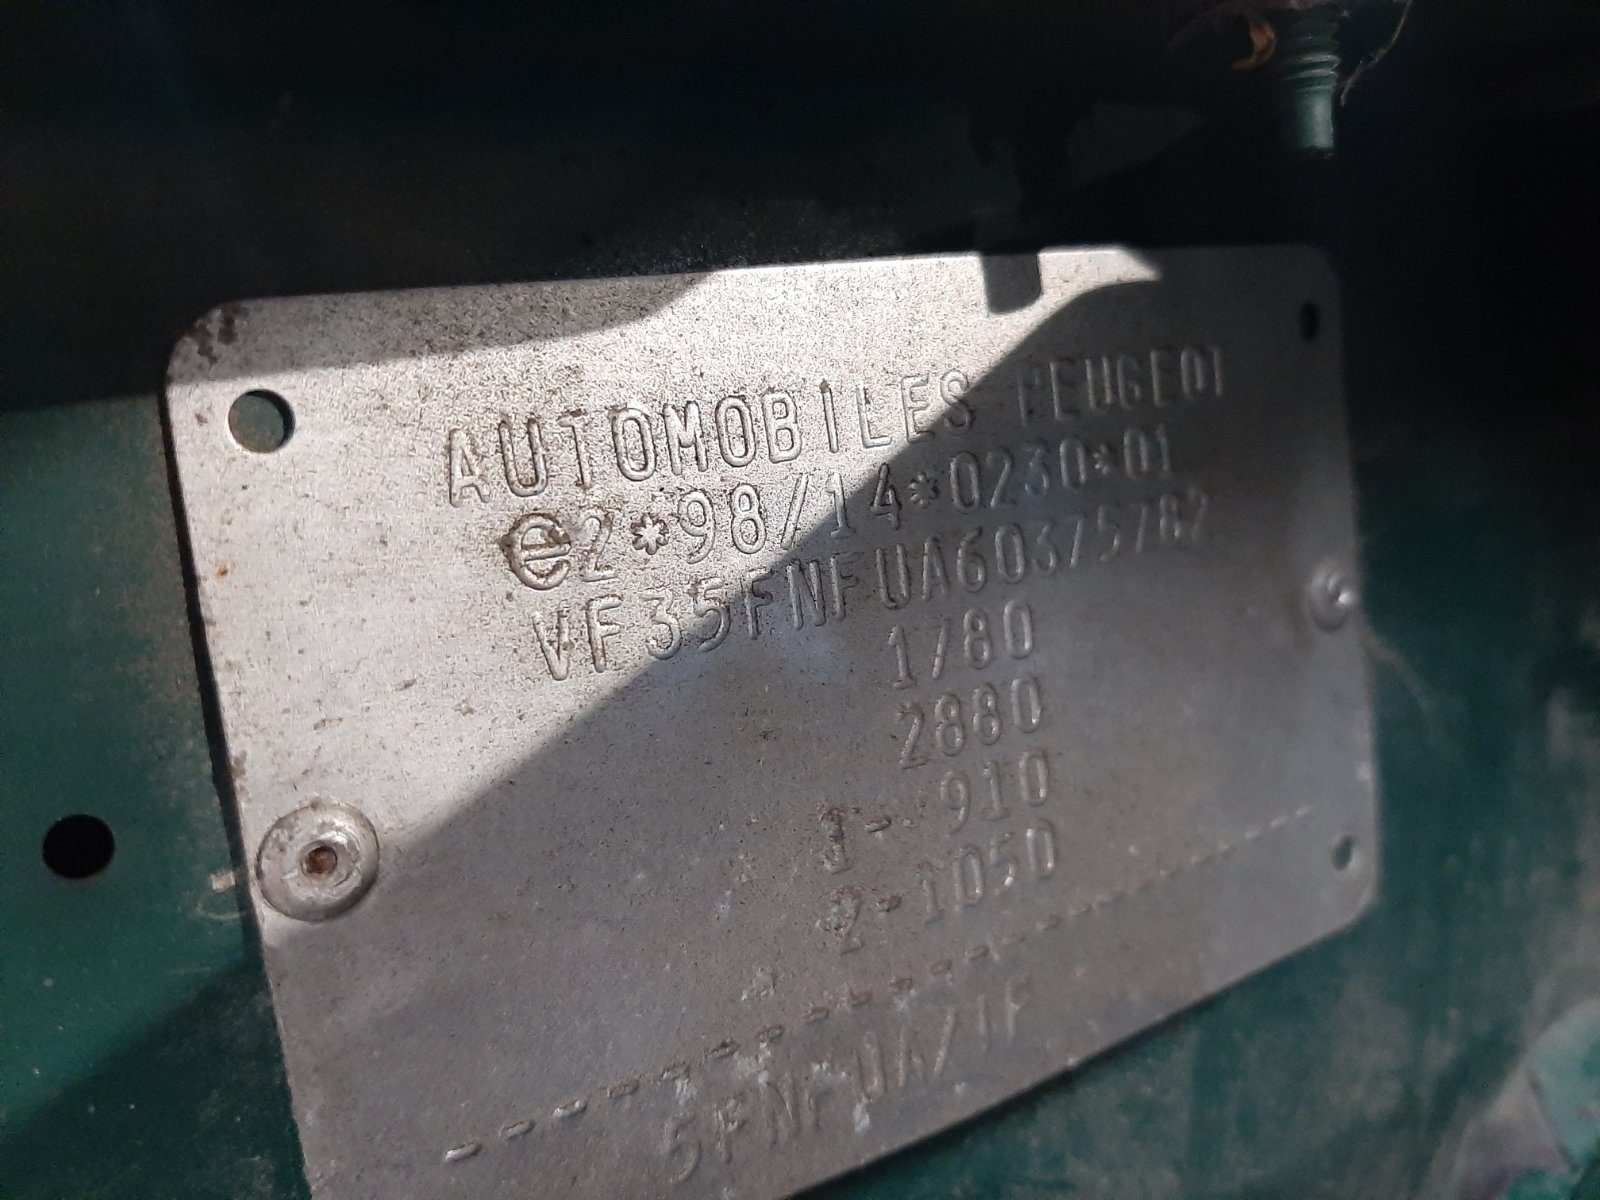 AUTOMOBILES PEUGEOT
e2*98/14*0230*01
VF35FNFUA60375782
1780
2880
1- 910
2-1050
5FNFUA/1F